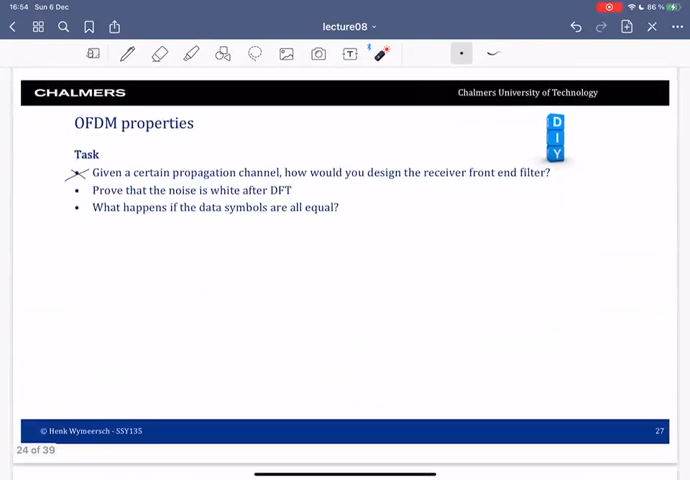 16:54 Sun 6 Dec
86 %
lecture08
T
CHALMERS
Chalmers University of Technology
OFDM properties
D
I
Y
Task
• Given a certain propagation channel, how would you design the receiver front end filter?
• Prove that the noise is white after DFT
• What happens if the data symbols are all equal?
© Henk Wymeersch - SSY135
27
24 of 39